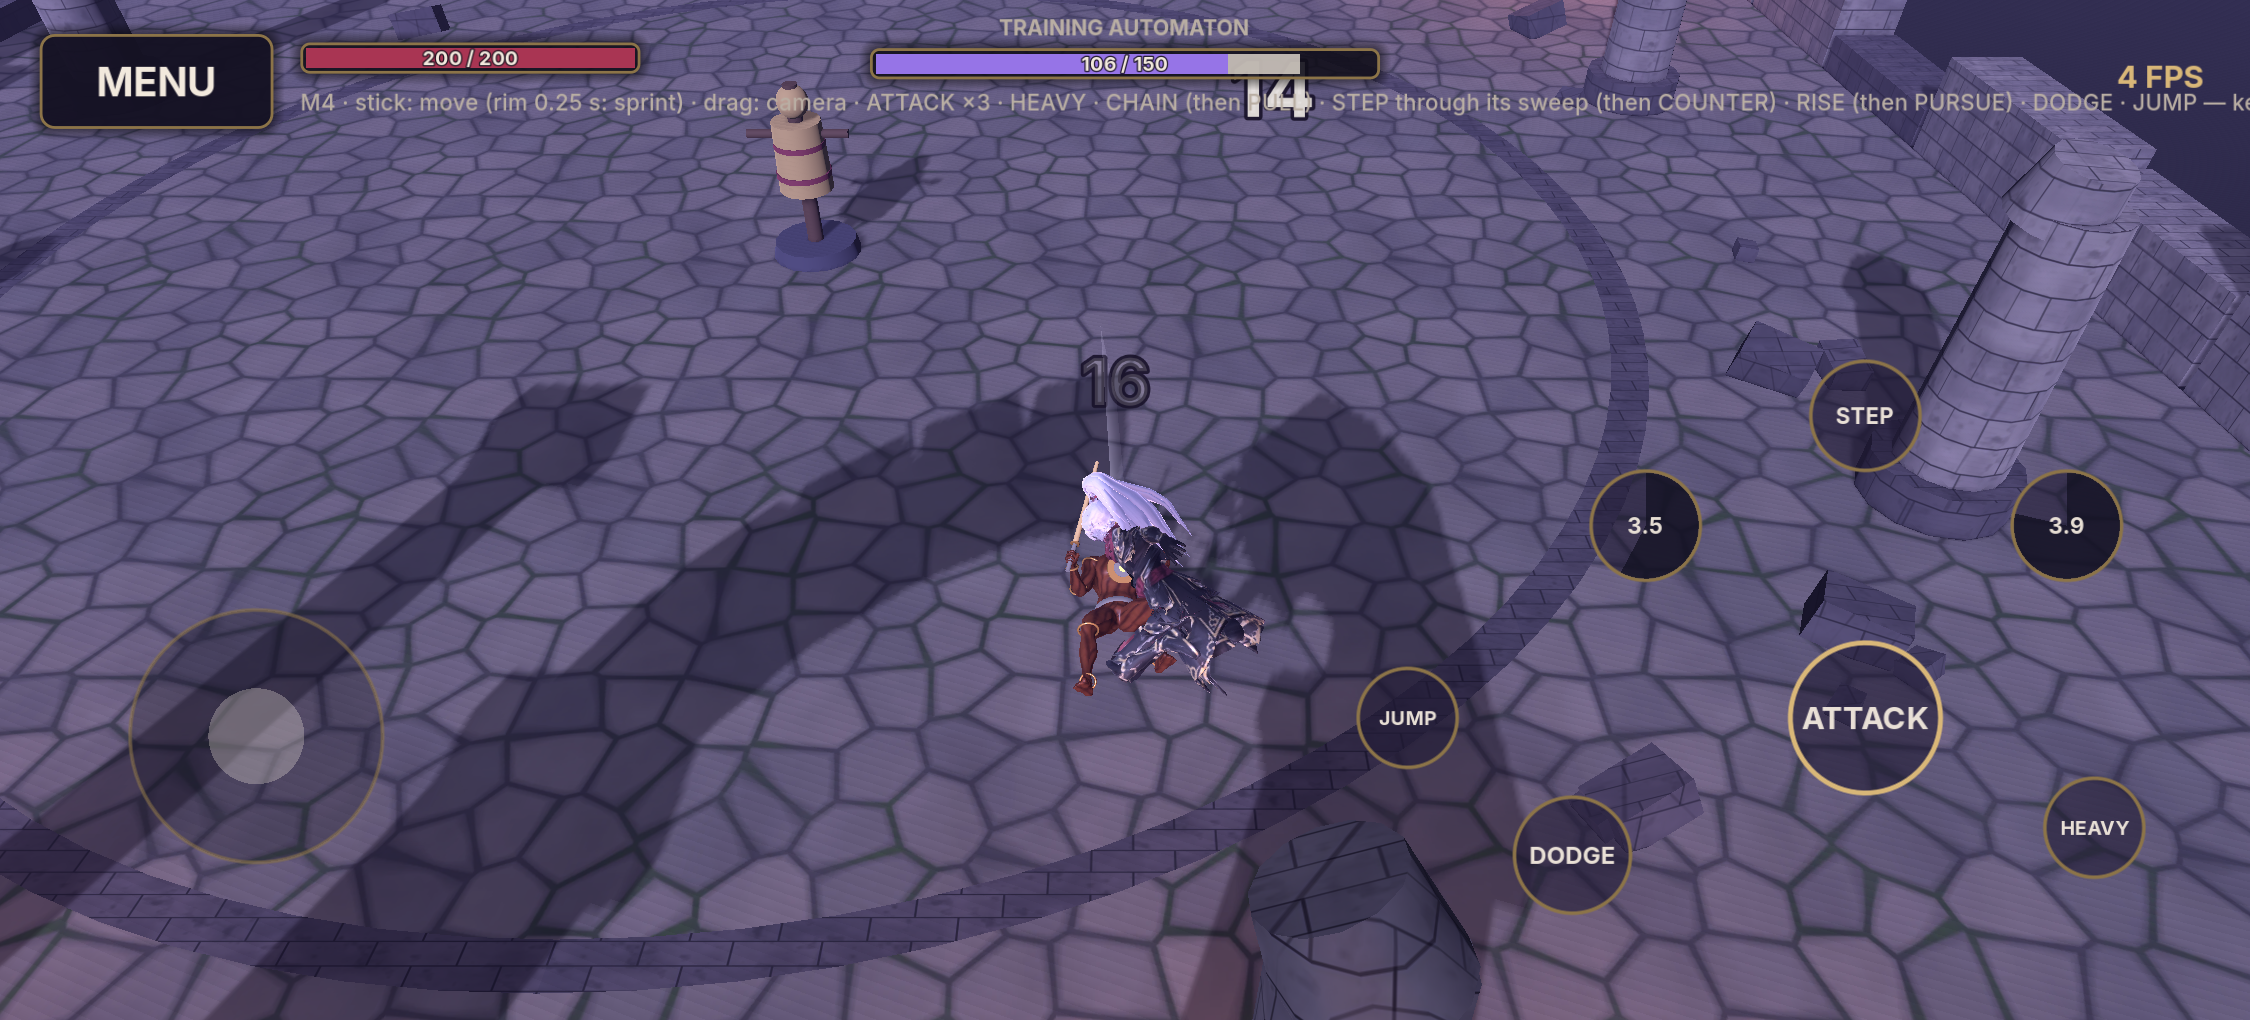 TRAINING AUTOMATON
MENU
200 / 200
106 / 150
4 FPS
14
M4 · stick: move (rim 0.25 s: sprint) · drag: camera · ATTACK ×3 · HEAVY · CHAIN (then · STEP through its sweep (then COUNTER) · RISE (then PURSUE) · DODGE · JUMP —
16
STEP
3.5
3.9
JUMP
ATTACK
DODGE
HEAVY